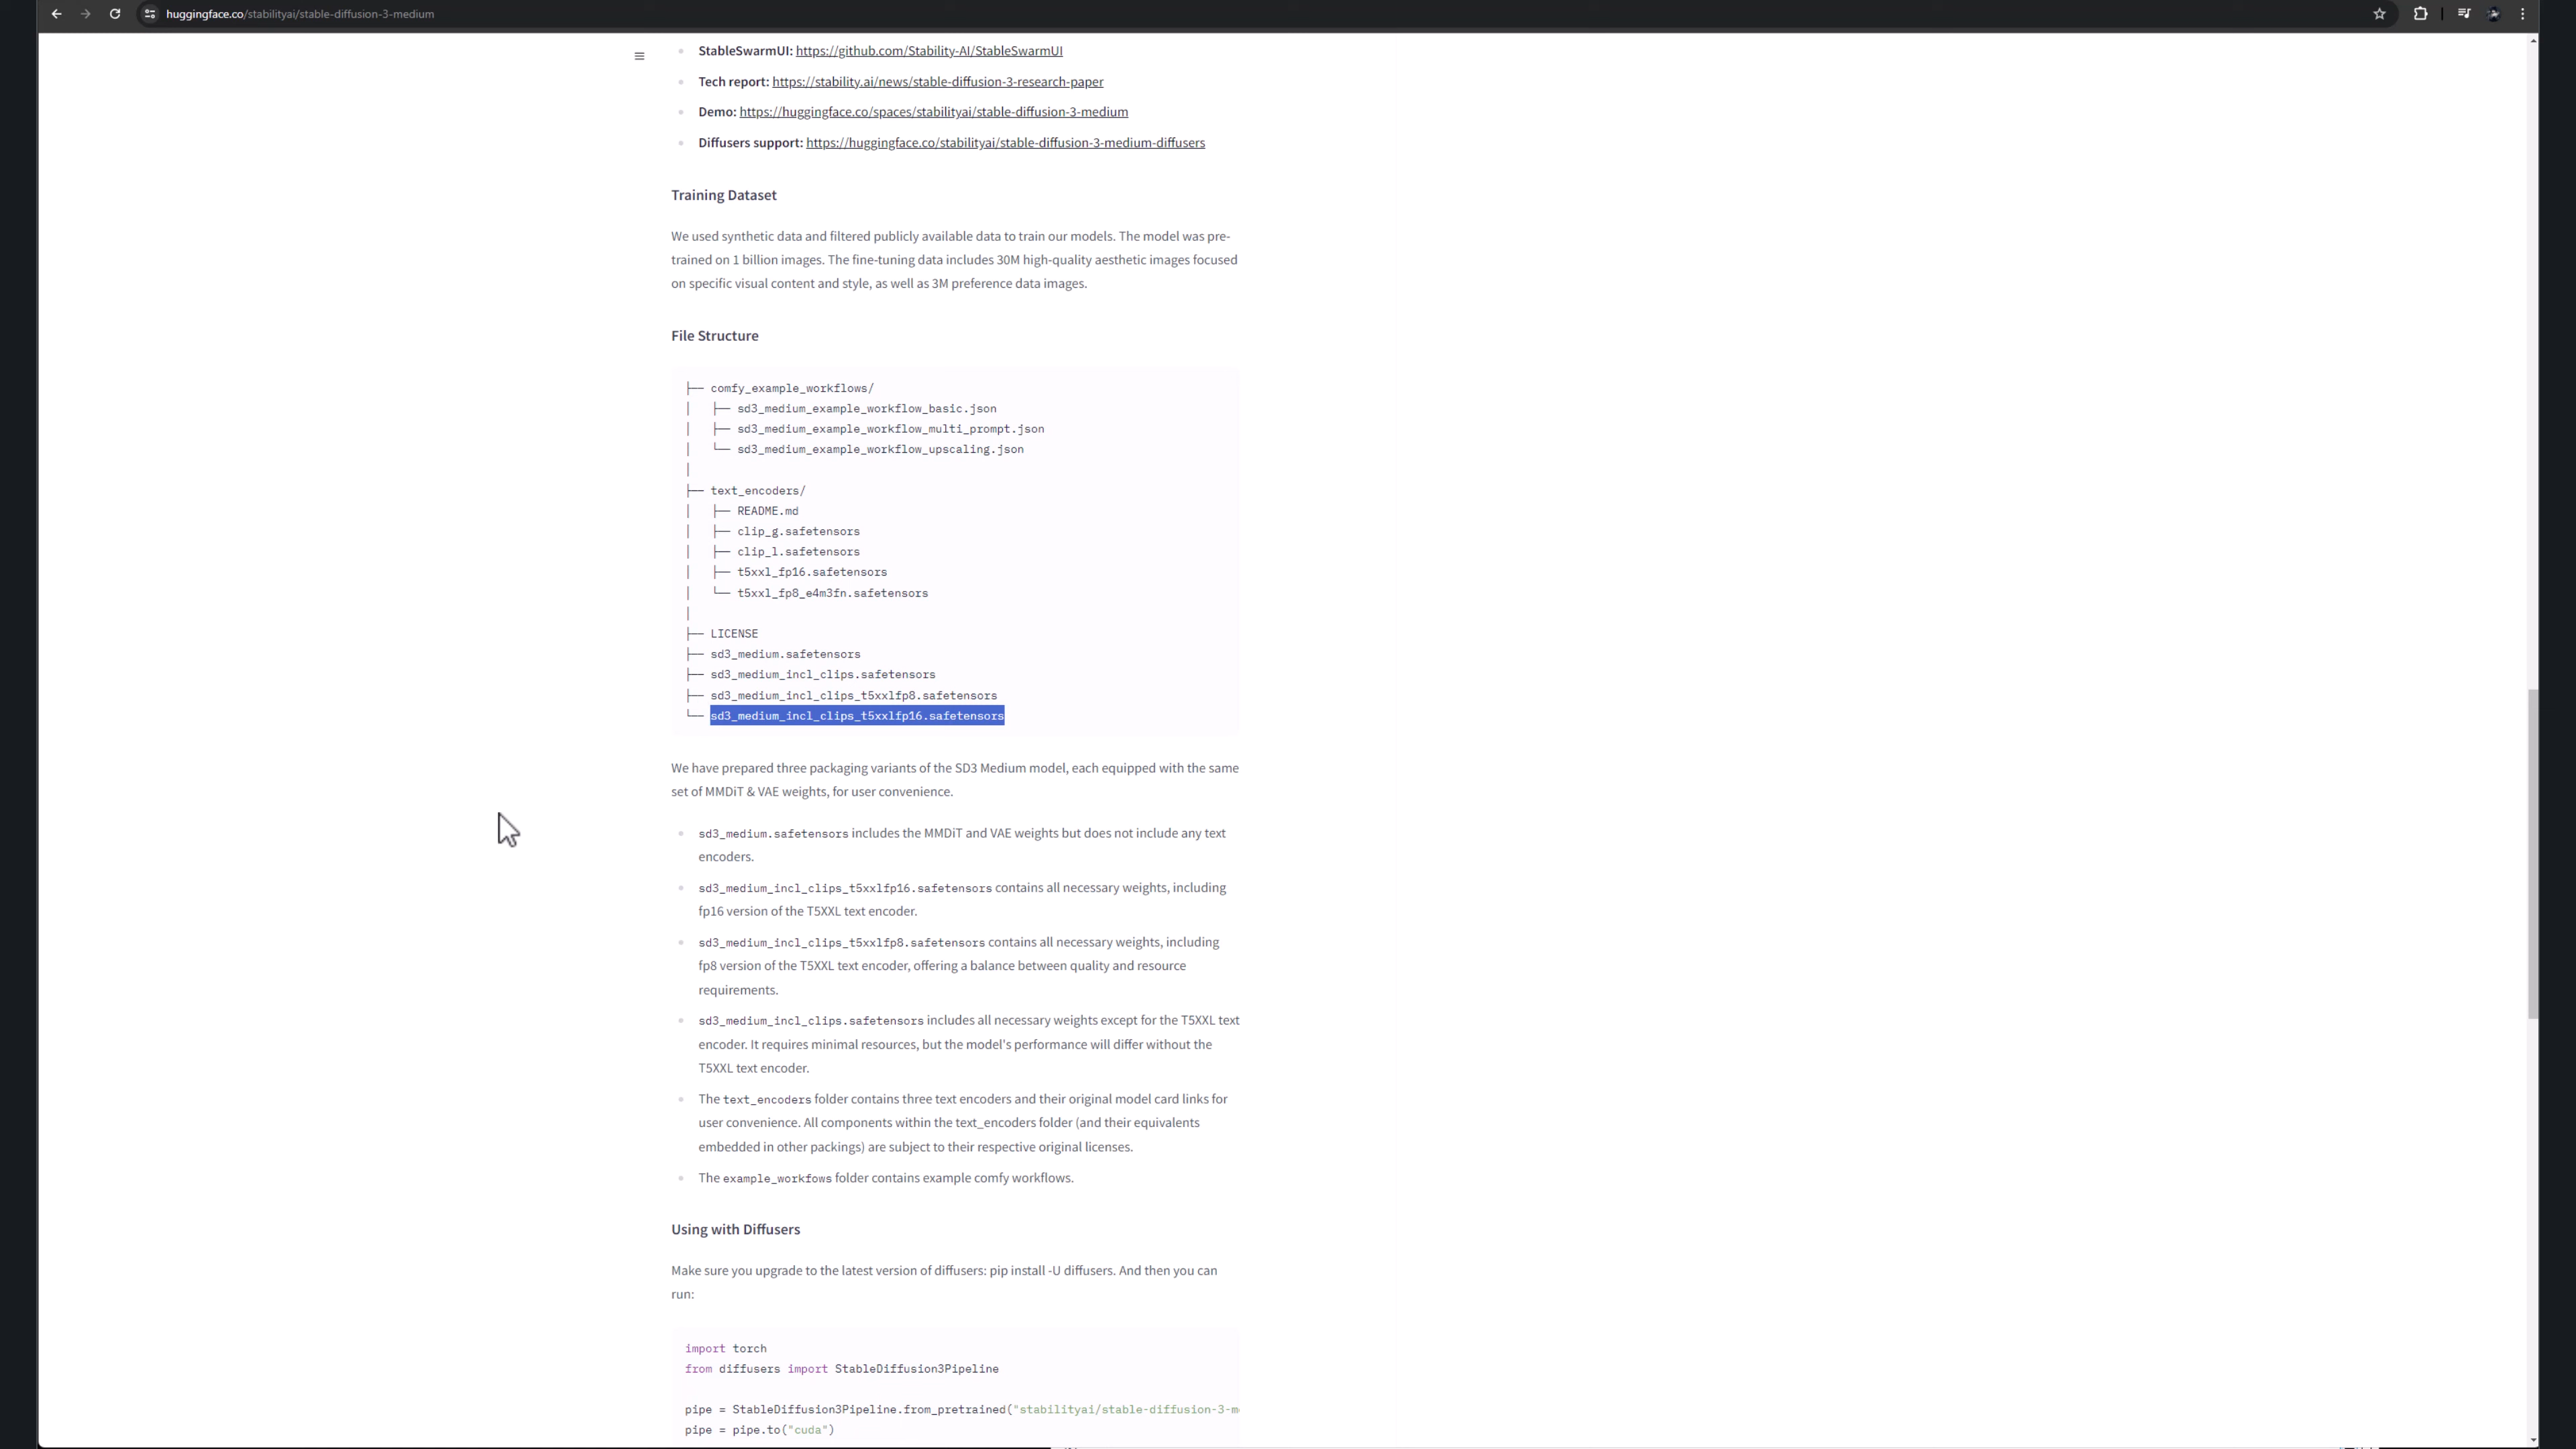 huggingface.co/stabilityai/stable-diffusion-3-medium
StableSwarmUI: https://github.com/Stability-AI/StableSwarmUI
Tech report: https://stability.ai/news/stable-diffusion-3-research-paper
Demo: https://huggingface.co/spaces/stabilityai/stable-diffusion-3-medium
Diffusers support: https://huggingface.co/stabilityai/stable-diffusion-3-medium-diffusers
Training Dataset
We used synthetic data and filtered publicly available data to train our models. The model was pre-
trained on 1 billion images. The fine-tuning data includes 30M high-quality aesthetic images focused
on specific visual content and style, as well as 3M preference data images.
File Structure
├── comfy_example_workflows/
│   ├── sd3_medium_example_workflow_basic.json
│   ├── sd3_medium_example_workflow_multi_prompt.json
│   └── sd3_medium_example_workflow_upscaling.json
│
├── text_encoders/
│   ├── README.md
│   ├── clip_g.safetensors
│   ├── clip_l.safetensors
│   ├── t5xxl_fp16.safetensors
│   └── t5xxl_fp8_e4m3fn.safetensors
│
├── LICENSE
├── sd3_medium.safetensors
├── sd3_medium_incl_clips.safetensors
├── sd3_medium_incl_clips_t5xxlfp8.safetensors
└── sd3_medium_incl_clips_t5xxlfp16.safetensors
We have prepared three packaging variants of the SD3 Medium model, each equipped with the same
set of MMDiT & VAE weights, for user convenience.
sd3_medium.safetensors includes the MMDiT and VAE weights but does not include any text
encoders.
sd3_medium_incl_clips_t5xxlfp16.safetensors contains all necessary weights, including
fp16 version of the T5XXL text encoder.
sd3_medium_incl_clips_t5xxlfp8.safetensors contains all necessary weights, including
fp8 version of the T5XXL text encoder, offering a balance between quality and resource
requirements.
sd3_medium_incl_clips.safetensors includes all necessary weights except for the T5XXL text
encoder. It requires minimal resources, but the model's performance will differ without the
T5XXL text encoder.
The text_encoders folder contains three text encoders and their original model card links for
user convenience. All components within the text_encoders folder (and their equivalents
embedded in other packings) are subject to their respective original licenses.
The example_workfows folder contains example comfy workflows.
Using with Diffusers
Make sure you upgrade to the latest version of diffusers: pip install -U diffusers. And then you can
run:
import torch
from diffusers import StableDiffusion3Pipeline
pipe = StableDiffusion3Pipeline.from_pretrained("stabilityai/stable-diffusion-3-m
pipe = pipe.to("cuda")